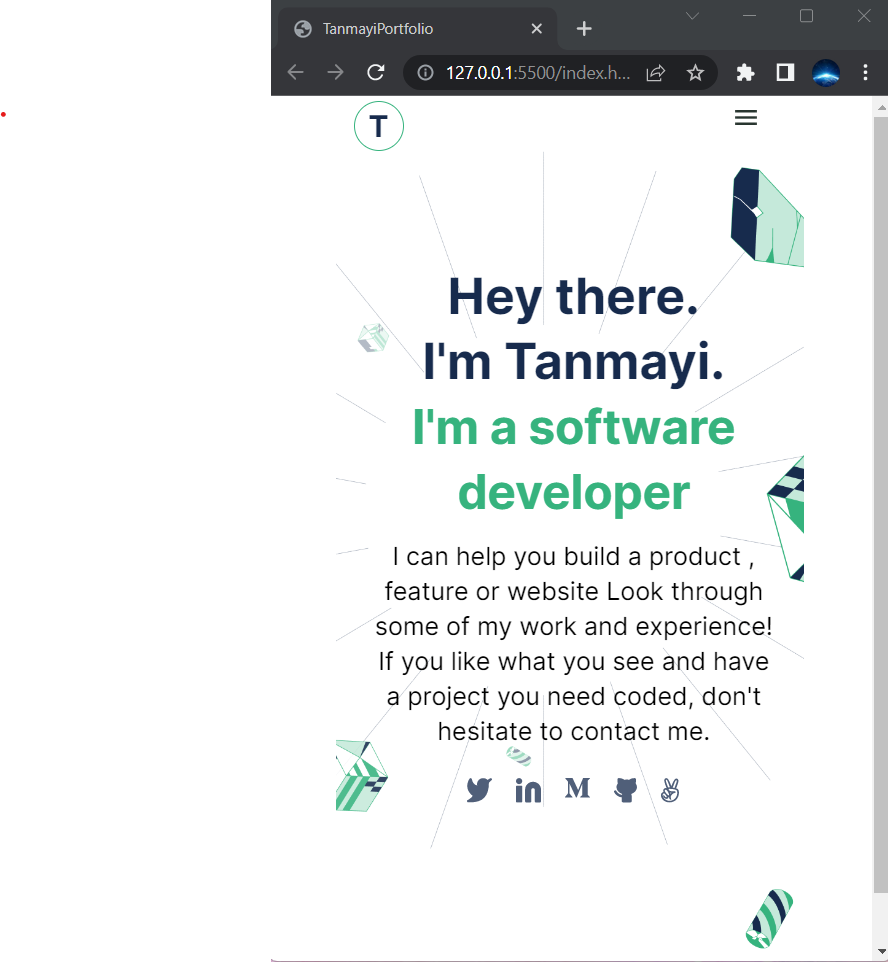 TanmayiPortfolio
127.0.0.1:5500/index.h...
T
Hey there.
I'm Tanmayi.
I'm a software
developer
I can help you build a product ,
feature or website Look through
some of my work and experience!
If you like what you see and have
a project you need coded, don't
hesitate to contact me.